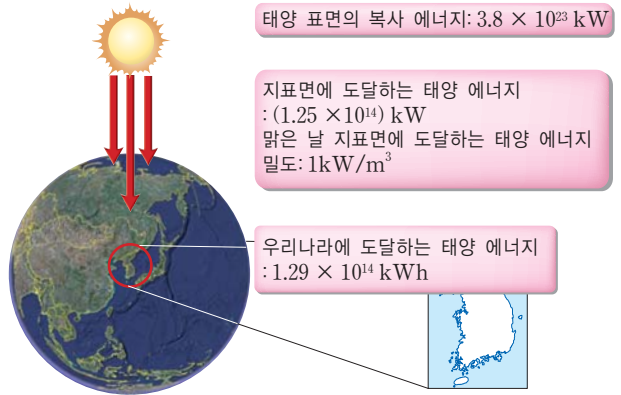 태양 표면의 복사 에너지: 3.8 × 10²³ kW
지표면에 도달하는 태양 에너지
: (1.25 ×10¹⁴) kW
맑은 날 지표면에 도달하는 태양 에너지
밀도: 1kW/m³
우리나라에 도달하는 태양 에너지
: 1.29 × 10¹⁴ kWh